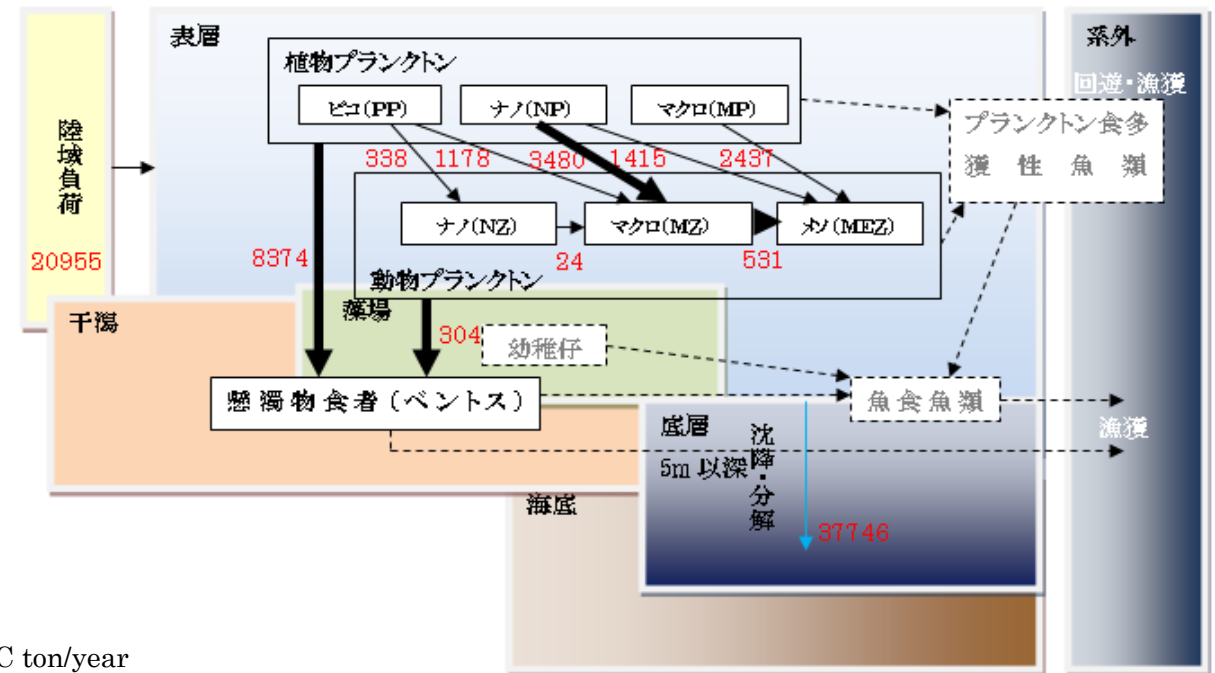 表層
系外
植物プランクトン
回遊・漁獲
ピコ(PP)
ナノ(NP)
マクロ(MP)
プランクトン食多
獲性魚類
陸域負荷
338
1178
3480
1415
2437
ナノ(NZ)
マクロ(MZ)
メソ(MEZ)
20955
8374
24
531
動物プランクトン
藻場
干潟
304
幼稚仔
懸濁物食者(ベントス)
魚食魚類
漁獲
底層
5m 以深
沈降・分解
海底
37746
C ton/year